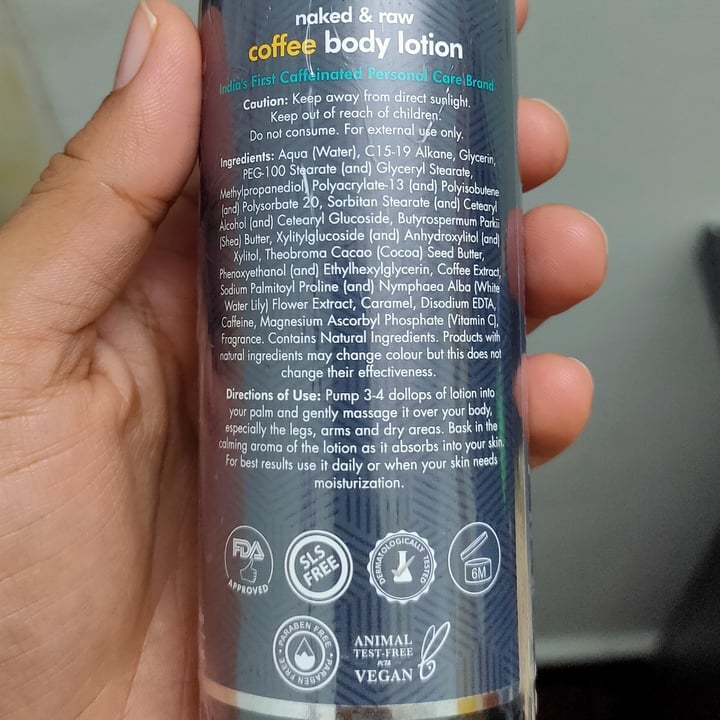 naked & raw
coffee body lotion
India's First Caffeinated Personal Care Brand
Caution: Keep away from direct sunlight.
Keep out of reach of children.
Do not consume. For external use only.
Ingredients: Aqua (Water), C15-19 Alkane, Glycerin,
PEG-100 Stearate (and) Glyceryl Stearate,
Methylpropanediol, Polyacrylate-13 (and) Polyisobutene
(and) Polysorbate 20, Sorbitan Stearate (and) Cetearyl
Alcohol (and) Cetearyl Glucoside, Butyrospermum Parkii
(Shea) Butter, Xylitylglucoside (and) Anhydroxylitol (and)
Xylitol, Theobroma Cacao (Cocoa) Seed Butter,
Phenoxyethanol (and) Ethylhexylglycerin, Coffee Extract,
Sodium Palmitoyl Proline (and) Nymphaea Alba (White
Water Lily) Flower Extract, Caramel, Disodium EDTA,
Caffeine, Magnesium Ascorbyl Phosphate (Vitamin C),
Fragrance. Contains Natural Ingredients. Products with
natural ingredients may change colour but this does not
change their effectiveness.
Directions of Use: Pump 3-4 dollops of lotion into
your palm and gently massage it over your body,
especially the legs, arms and dry areas. Bask in the
calming aroma of the lotion as it absorbs into your skin.
For best results use it daily or when your skin needs
moisturization.
FDA
APPROVED
SLS
FREE
DERMATOLOGICALLY TESTED
6M
PARABEN FREE
PARABEN FREE
ANIMAL
TEST-FREE
PETA
VEGAN